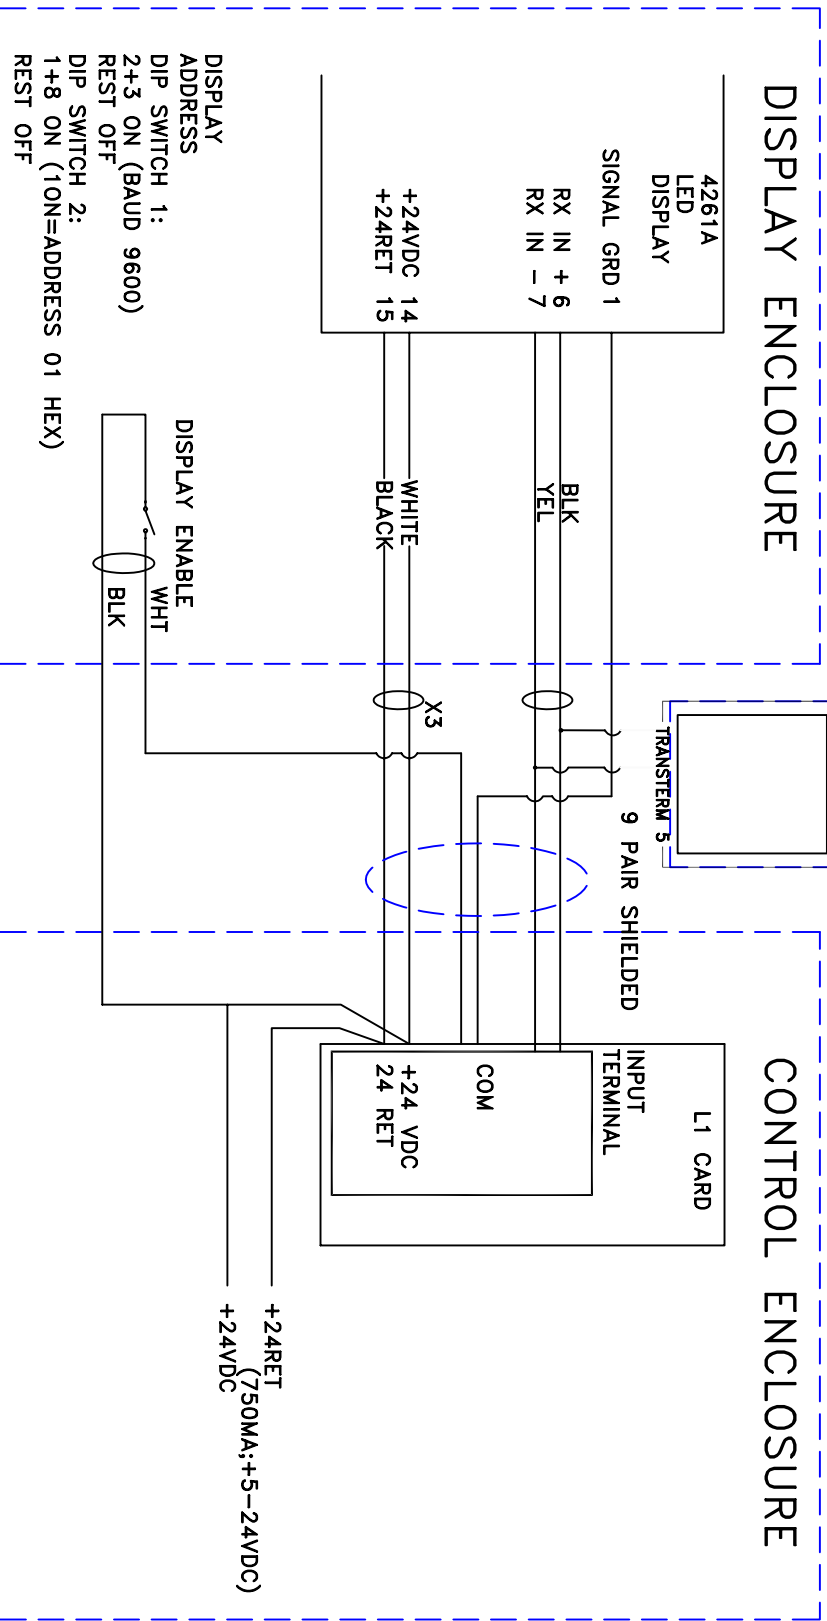 DISPLAY ENCLOSURE
4261A
LED
DISPLAY
SIGNAL GRD 1
RX IN + 6
RX IN - 7
+24VDC 14
+24RET 15
BLK
YEL
WHITE
BLACK
X3
DISPLAY ENABLE
WHT
BLK
DISPLAY
ADDRESS
DIP SWITCH 1:
2+3 ON (BAUD 9600)
REST OFF
DIP SWITCH 2:
1+8 ON (1ON=ADDRESS 01 HEX)
REST OFF
TRANSTERM 5
9 PAIR SHIELDED
CONTROL ENCLOSURE
L1 CARD
INPUT
TERMINAL
COM
+24 VDC
24 RET
+24RET
(750MA;+5-24VDC)
+24VDC